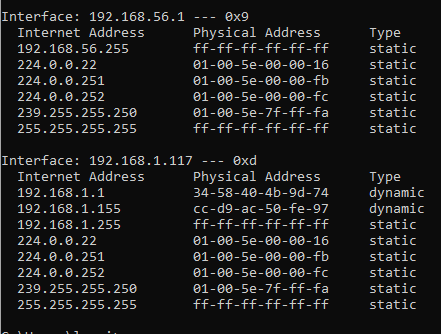 Interface: 192.168.56.1 --- 0x9
  Internet Address      Physical Address      Type
  192.168.56.255        ff-ff-ff-ff-ff-ff     static
  224.0.0.22            01-00-5e-00-00-16     static
  224.0.0.251           01-00-5e-00-00-fb     static
  224.0.0.252           01-00-5e-00-00-fc     static
  239.255.255.250       01-00-5e-7f-ff-fa     static
  255.255.255.255       ff-ff-ff-ff-ff-ff     static

Interface: 192.168.1.117 --- 0xd
  Internet Address      Physical Address      Type
  192.168.1.1           34-58-40-4b-9d-74     dynamic
  192.168.1.155         cc-d9-ac-50-fe-97     dynamic
  192.168.1.255         ff-ff-ff-ff-ff-ff     static
  224.0.0.22            01-00-5e-00-00-16     static
  224.0.0.251           01-00-5e-00-00-fb     static
  224.0.0.252           01-00-5e-00-00-fc     static
  239.255.255.250       01-00-5e-7f-ff-fa     static
  255.255.255.255       ff-ff-ff-ff-ff-ff     static